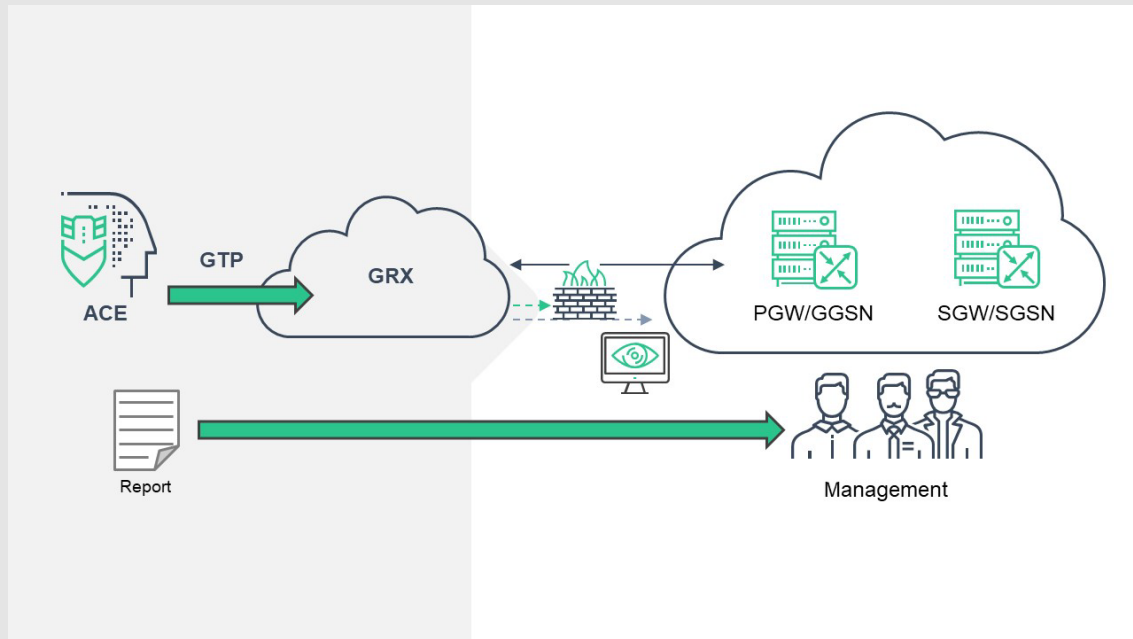 GTP
GRX
ACE
PGW/GGSN
SGW/SGSN
Report
Management